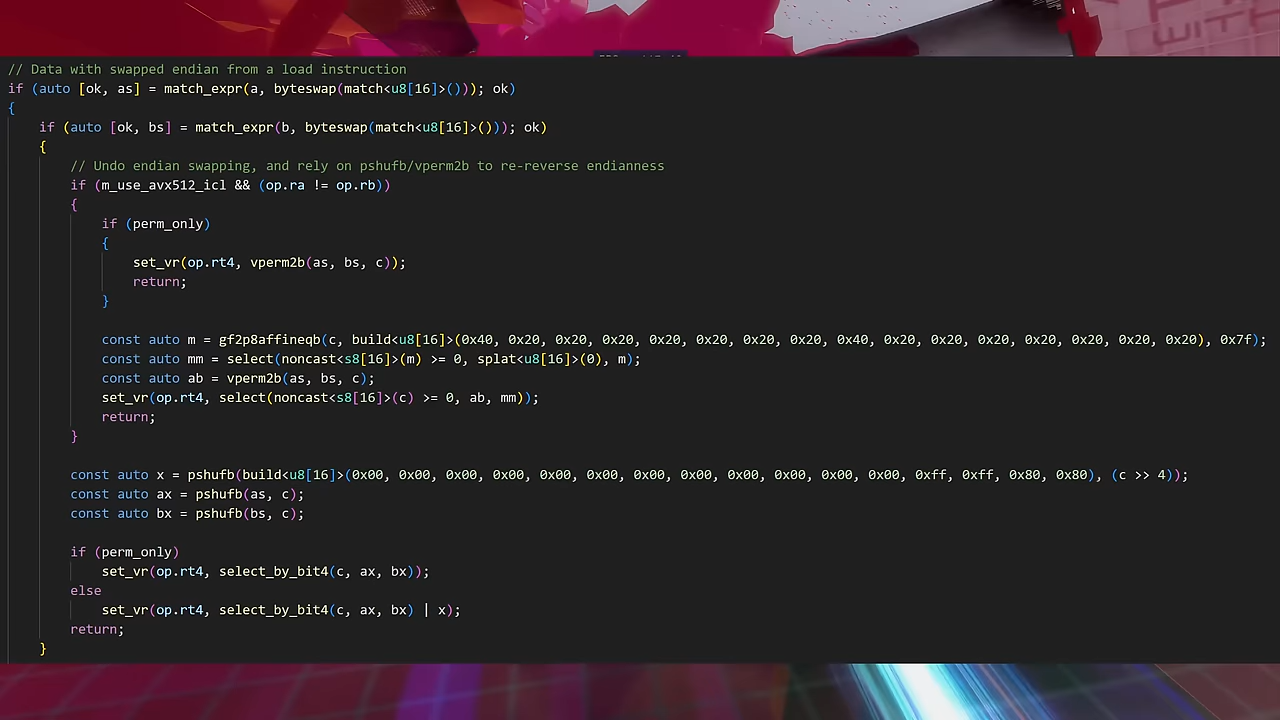 // Data with swapped endian from a load instruction
if (auto [ok, as] = match_expr(a, byteswap(match<u8[16]>())); ok)
{
if (auto [ok, bs] = match_expr(b, byteswap(match<u8[16]>())); ok)
{
// Undo endian swapping, and rely on pshufb/vperm2b to re-reverse endianness
if (m_use_avx512_icl && (op.ra != op.rb))
{
if (perm_only)
{
set_vr(op.rt4, vperm2b(as, bs, c));
return;
}
const auto m = gf2p8affineqb(c, build<u8[16]>(0x40, 0x20, 0x20, 0x20, 0x20, 0x20, 0x20, 0x20, 0x40, 0x20, 0x20, 0x20, 0x20, 0x20, 0x20, 0x20), 0x7f);
const auto mm = select(noncast<s8[16]>(m) >= 0, splat<u8[16]>(0), m);
const auto ab = vperm2b(as, bs, c);
set_vr(op.rt4, select(noncast<s8[16]>(c) >= 0, ab, mm));
return;
}
const auto x = pshufb(build<u8[16]>(0x00, 0x00, 0x00, 0x00, 0x00, 0x00, 0x00, 0x00, 0x00, 0x00, 0x00, 0x00, 0xff, 0xff, 0x80, 0x80), (c >> 4));
const auto ax = pshufb(as, c);
const auto bx = pshufb(bs, c);
if (perm_only)
set_vr(op.rt4, select_by_bit4(c, ax, bx));
else
set_vr(op.rt4, select_by_bit4(c, ax, bx) | x);
return;
}